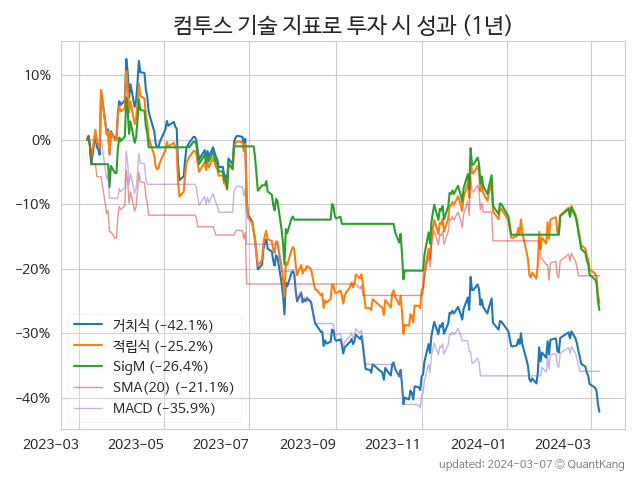 컴투스 기술 지표로 투자 시 성과 (1년)
10%
0%
−10%
−20%
−30%
−40%
거치식 (−42.1%)
적립식 (−25.2%)
SigM (−26.4%)
SMA(20) (−21.1%)
MACD (−35.9%)
2023-03 2023-05 2023-07 2023-09 2023-11 2024-01 2024-03
updated: 2024-03-07 © QuantKang